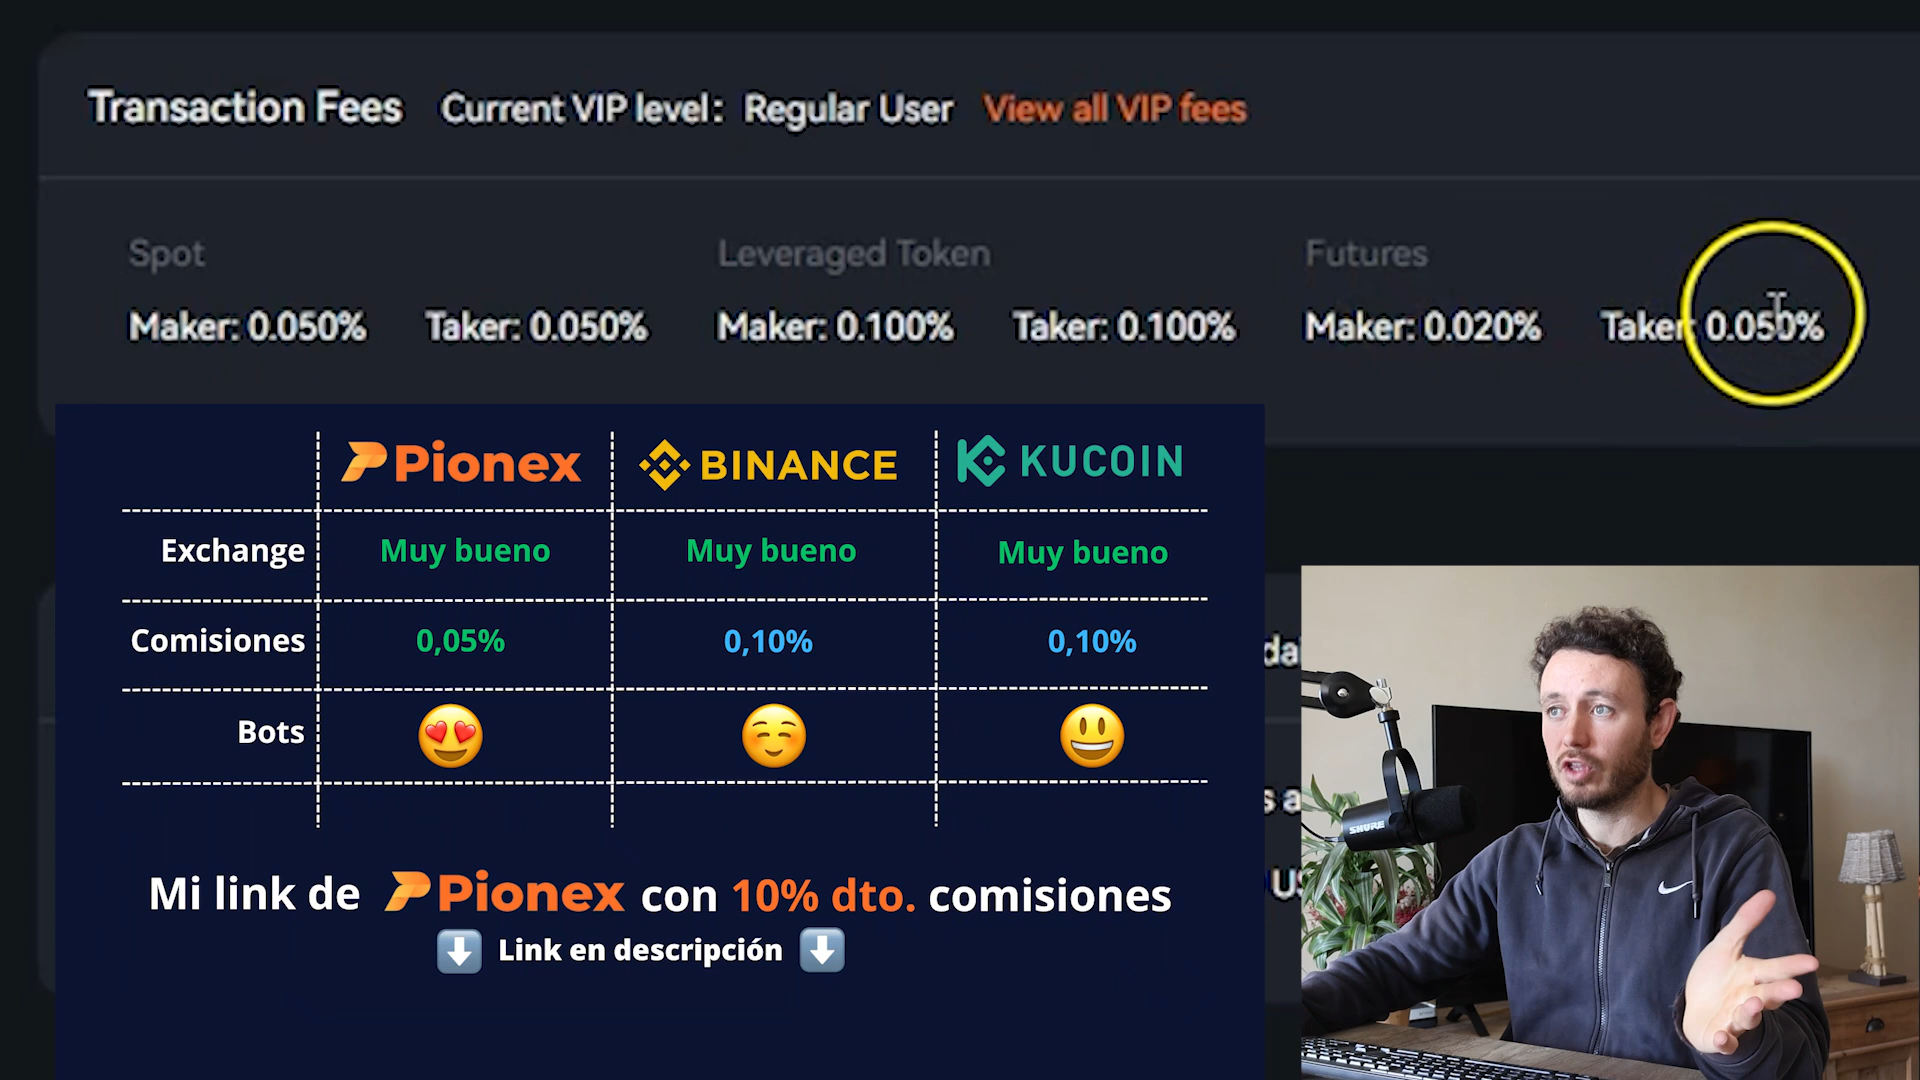 Transaction Fees Current VIP level: Regular User View all VIP fees
Spot Leveraged Token Futures
Maker: 0.050% Taker: 0.050% Maker: 0.100% Taker: 0.100% Maker: 0.020% Taker: 0.050%
Pionex BINANCE KUCOIN
Exchange Muy bueno Muy bueno Muy bueno
Comisiones 0,05% 0,10% 0,10%
Bots
Mi link de Pionex con 10% dto. comisiones
Link en descripción
SHURE